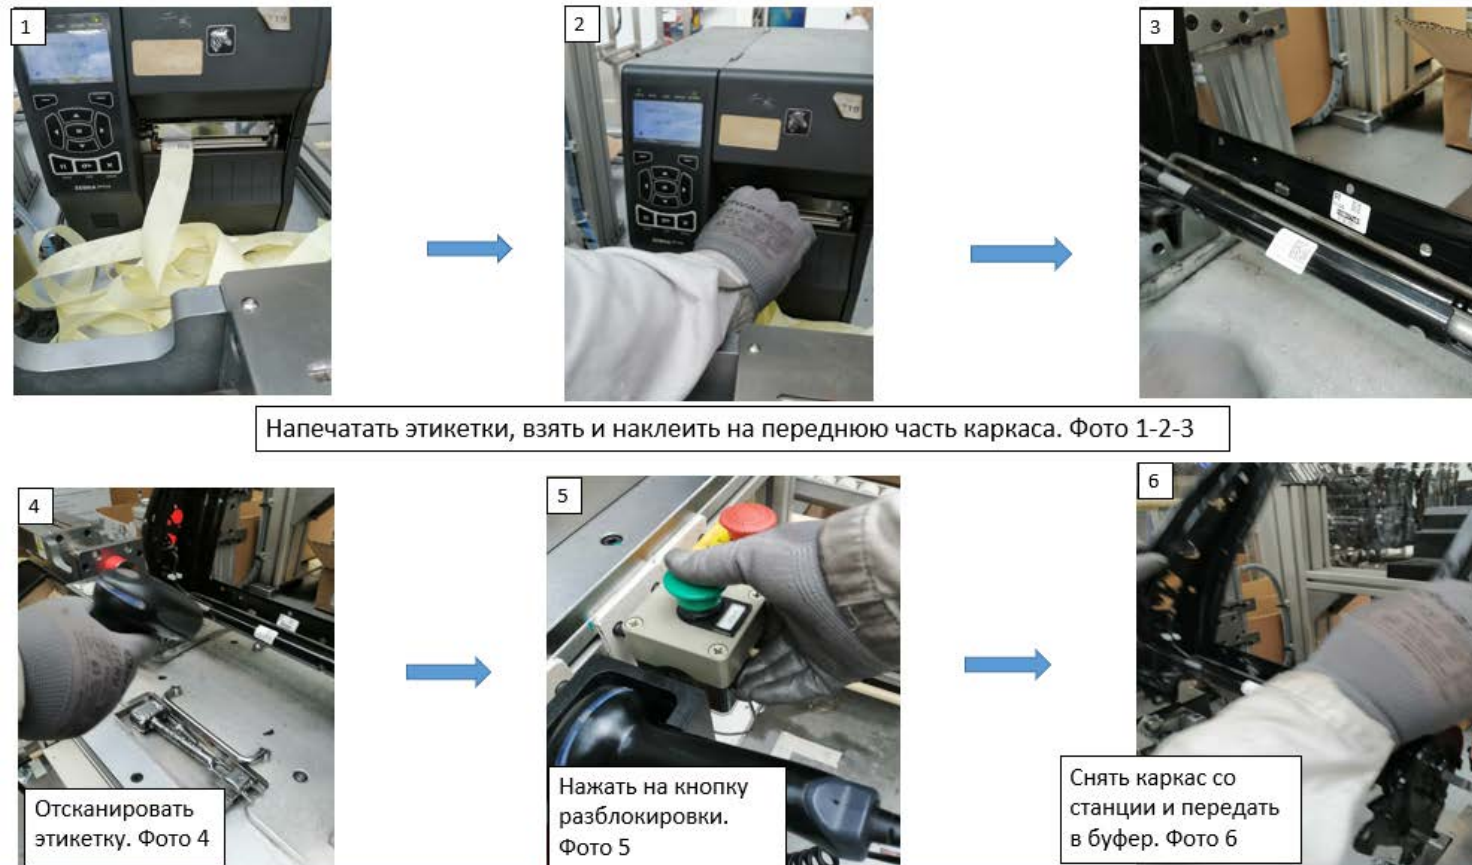 1
2
3
ZEBRA
Напечатать этикетки, взять и наклеить на переднюю часть каркаса. Фото 1-2-3
4
5
6
Отсканировать
этикетку. Фото 4
Нажать на кнопку
разблокировки.
Фото 5
Снять каркас со
станции и передать
в буфер. Фото 6